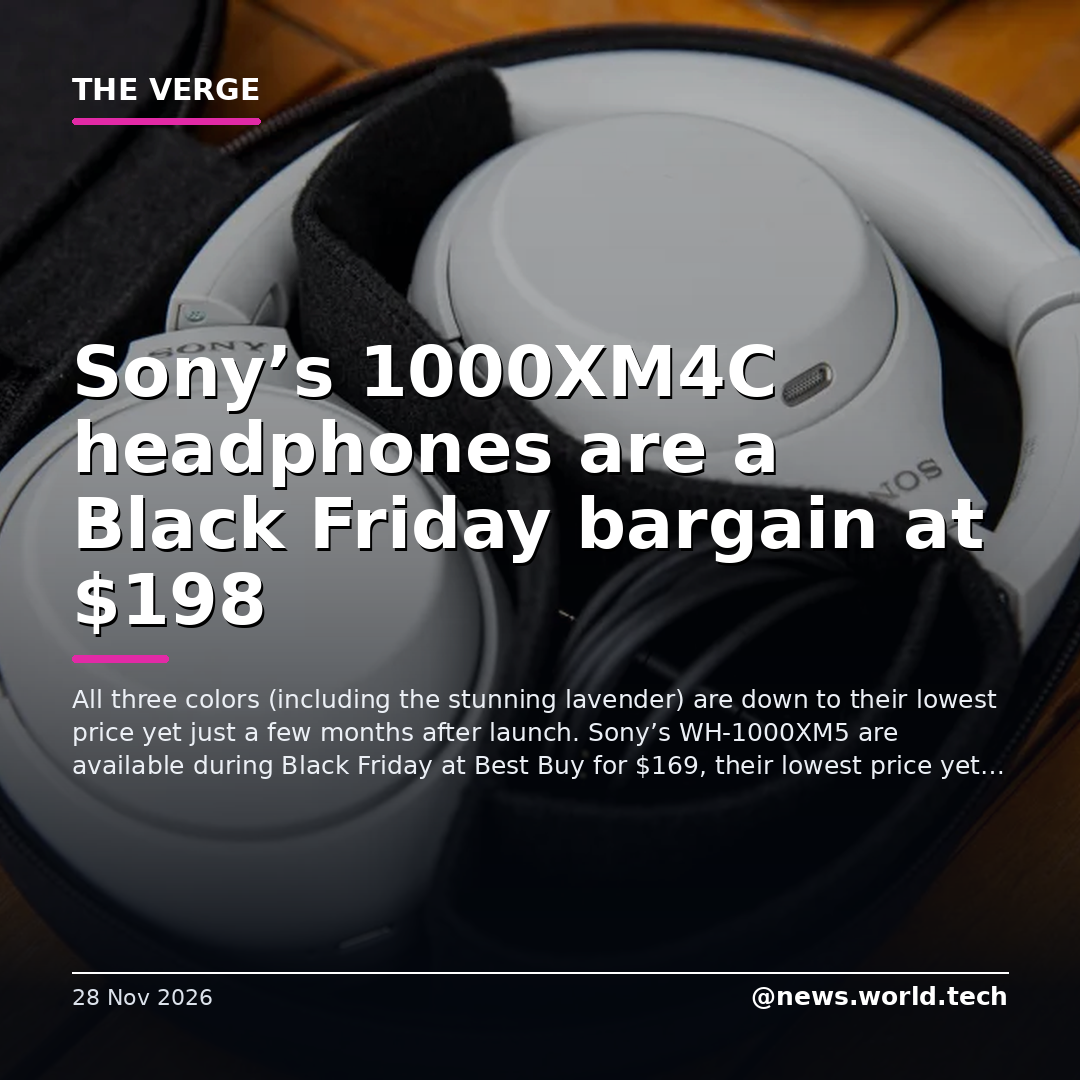 THE VERGE
SONY
SONY
Sony’s 1000XM4C
headphones are a
Black Friday bargain at
$198
All three colors (including the stunning lavender) are down to their lowest
price yet just a few months after launch. Sony’s WH-1000XM5 are
available during Black Friday at Best Buy for $169, their lowest price yet…
28 Nov 2026
@news.world.tech